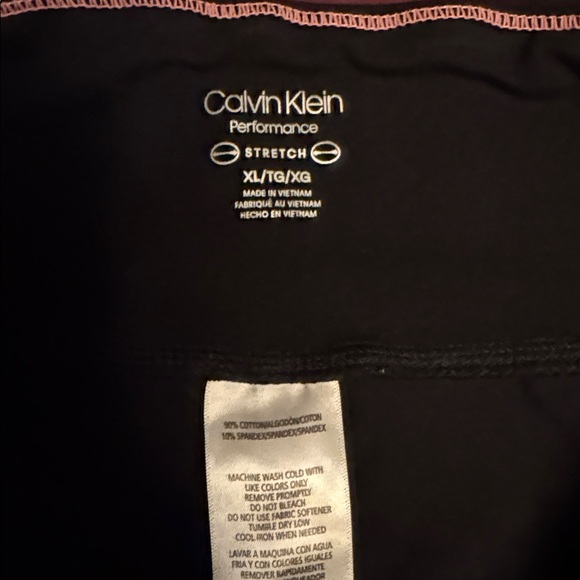 Calvin Klein
Performance
STRETCH
XL/TG/XG
MADE IN VIETNAM
FABRIQUÉ AU VIETNAM
HECHO EN VIETNAM
90% COTTON/ALGODÓN/COTON
10% SPANDEX/SPANDEX/SPANDEX
MACHINE WASH COLD WITH
LIKE COLORS ONLY
REMOVE PROMPTLY
DO NOT BLEACH
DO NOT USE FABRIC SOFTENER
TUMBLE DRY LOW
COOL IRON WHEN NEEDED
LAVAR A MAQUINA CON AGUA
FRIA Y CON COLORES IGUALES
REMOVER RAPIDAMENTE